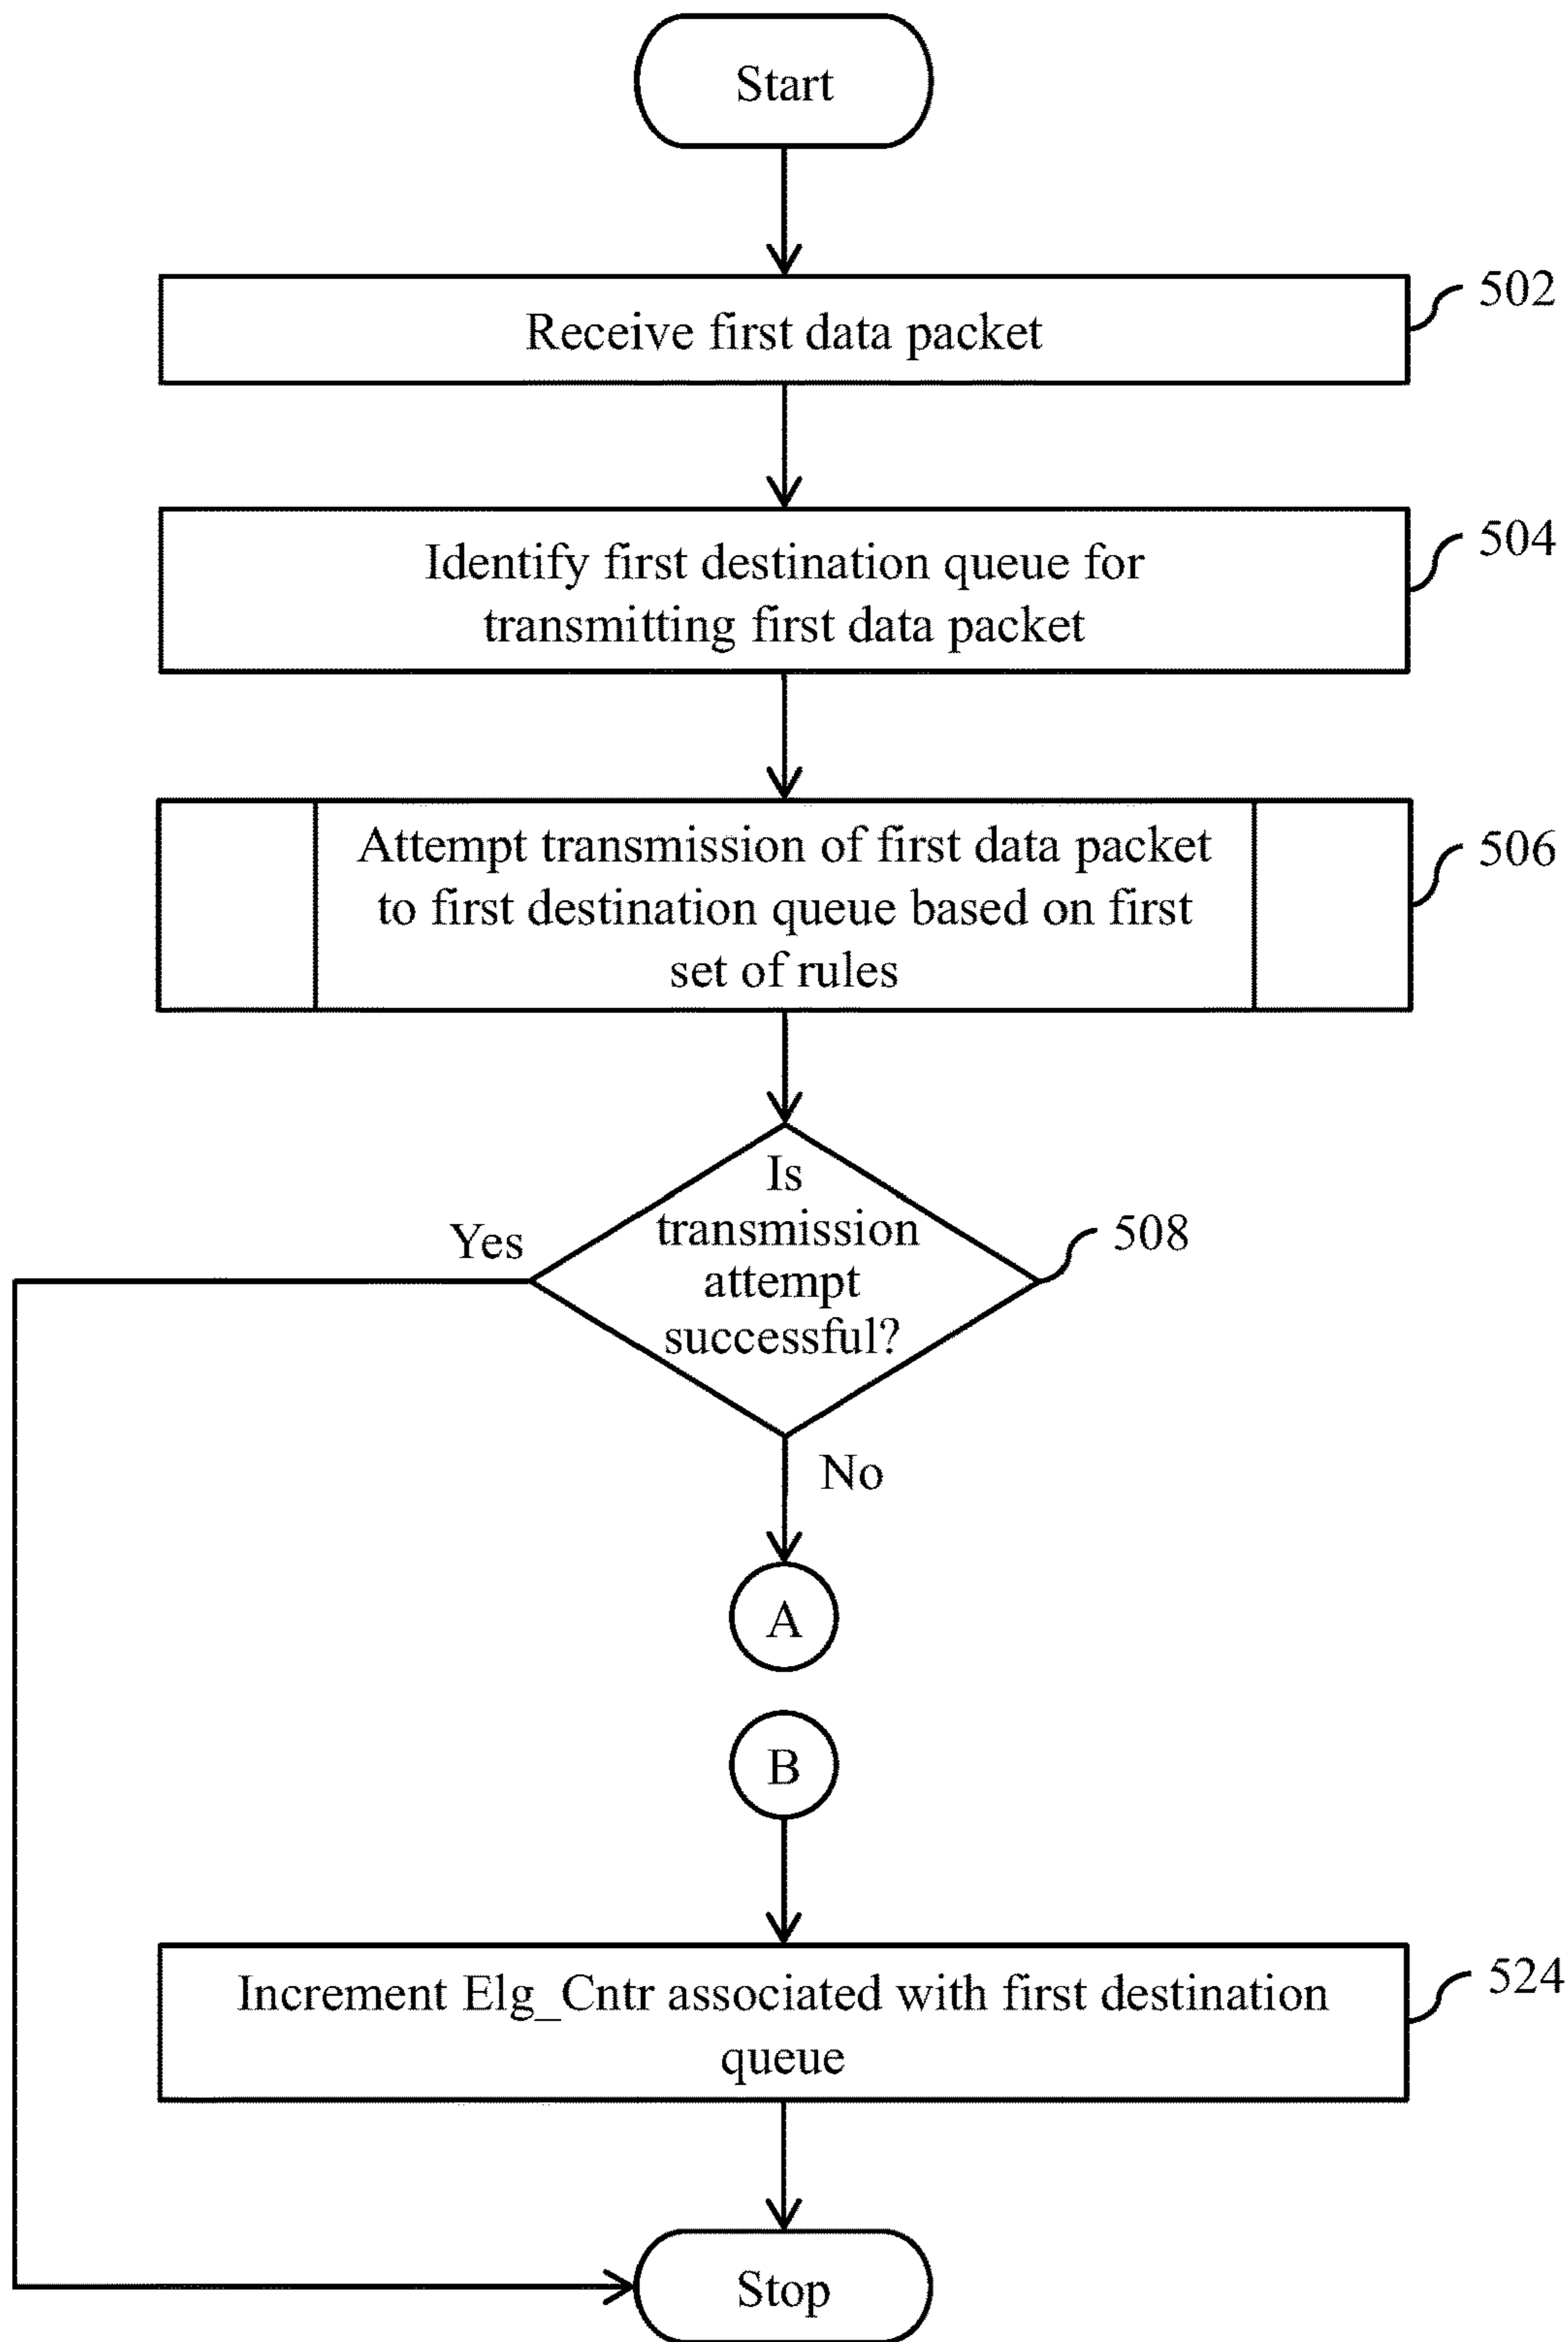 Start
502
Receive first data packet
504
Identify first destination queue for
transmitting first data packet
506
Attempt transmission of first data packet
to first destination queue based on first
set of rules
508
Is
transmission
attempt
successful?
Yes
No
A
B
524
Increment Elg_Cntr associated with first destination
queue
Stop